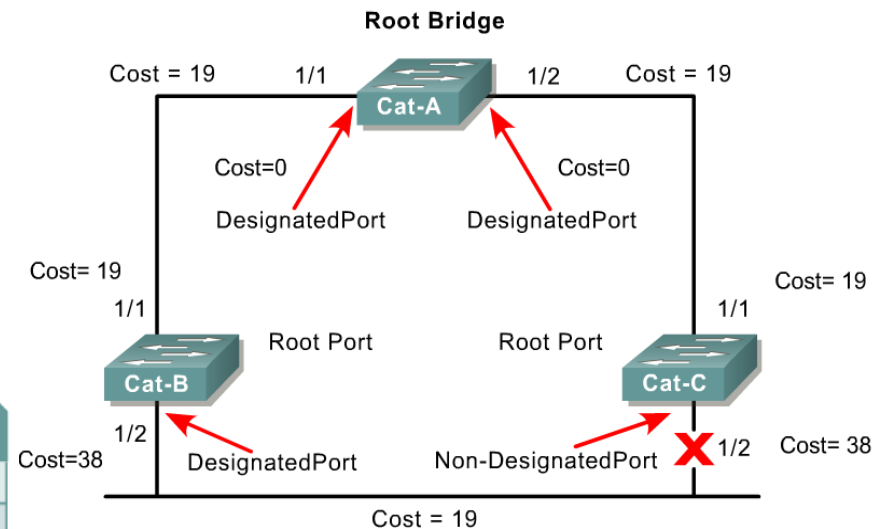 Root Bridge
Cost = 19
1/1
1/2
Cost = 19
Cat-A
Cost=0
Cost=0
DesignatedPort
DesignatedPort
Cost= 19
Cost= 19
1/1
1/1
Root Port
Root Port
Cat-B
Cat-C
1/2
1/2
Cost=38
DesignatedPort
Non-DesignatedPort
Cost= 38
Cost = 19